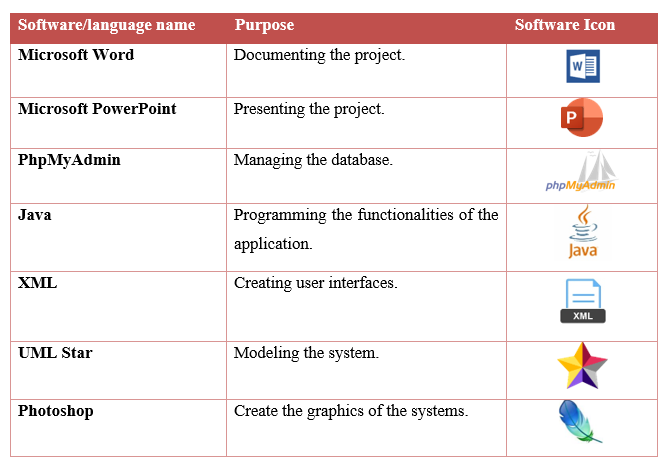 Software/language name Purpose Software Icon
Microsoft Word Documenting the project.
W
Microsoft PowerPoint Presenting the project.
P
PhpMyAdmin Managing the database.
phpMyAdmin
Java Programming the functionalities of the
application.
Java
XML Creating user interfaces.
XML
UML Star Modeling the system.
Photoshop Create the graphics of the systems.